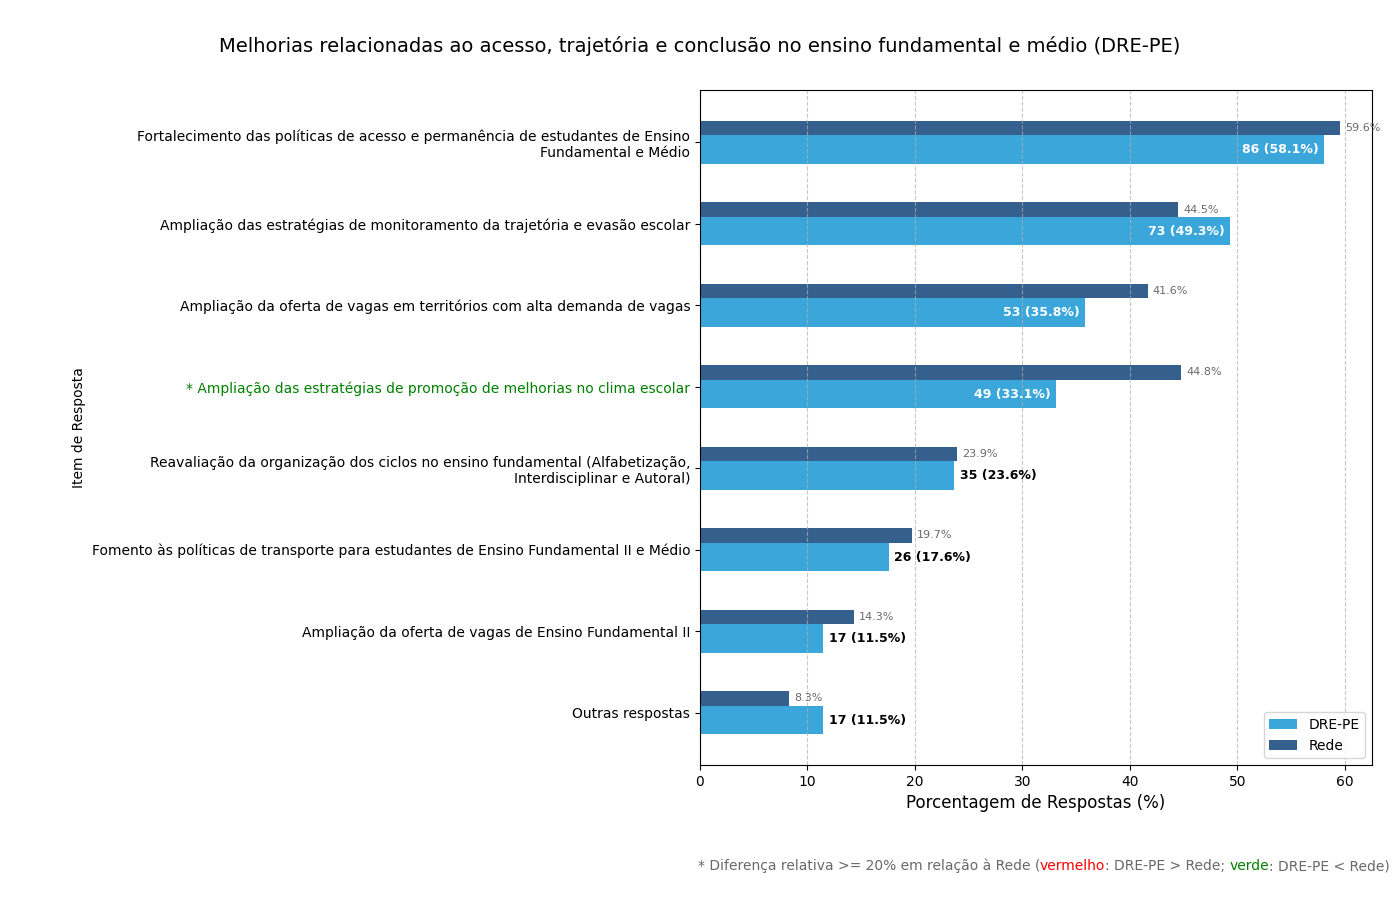 Melhorias relacionadas ao acesso, trajetória e conclusão no ensino fundamental e médio (DRE-PE)
Fortalecimento das políticas de acesso e permanência de estudantes de Ensino
Fundamental e Médio
59.6%
86 (58.1%)
Ampliação das estratégias de monitoramento da trajetória e evasão escolar
44.5%
73 (49.3%)
Ampliação da oferta de vagas em territórios com alta demanda de vagas
41.6%
53 (35.8%)
* Ampliação das estratégias de promoção de melhorias no clima escolar
44.8%
49 (33.1%)
Item de Resposta
Reavaliação da organização dos ciclos no ensino fundamental (Alfabetização,
Interdisciplinar e Autoral)
23.9%
35 (23.6%)
Fomento às políticas de transporte para estudantes de Ensino Fundamental II e Médio
19.7%
26 (17.6%)
Ampliação da oferta de vagas de Ensino Fundamental II
14.3%
17 (11.5%)
Outras respostas
8.3%
17 (11.5%)
DRE-PE
Rede
0 10 20 30 40 50 60
Porcentagem de Respostas (%)
* Diferença relativa >= 20% em relação à Rede (vermelho: DRE-PE > Rede; verde: DRE-PE < Rede)